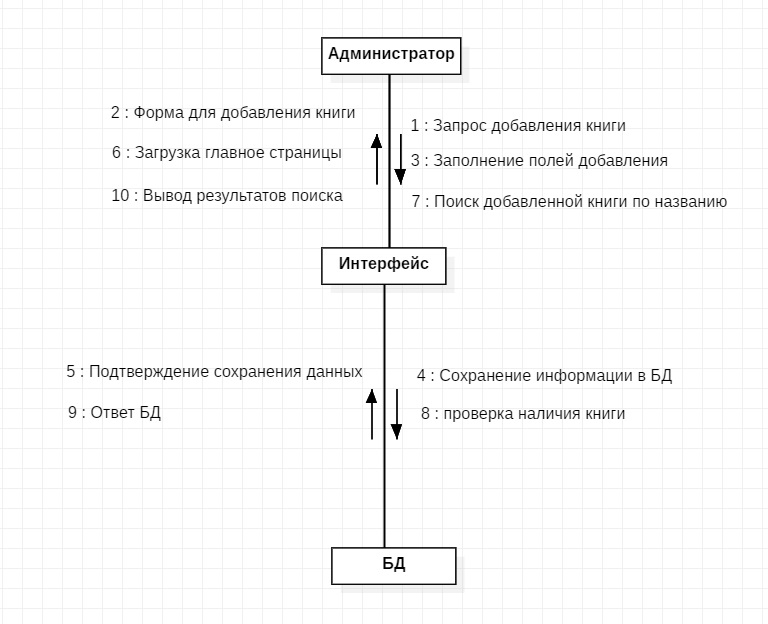 Администратор
2 : Форма для добавления книги
1 : Запрос добавления книги
6 : Загрузка главное страницы
3 : Заполнение полей добавления
10 : Вывод результатов поиска
7 : Поиск добавленной книги по названию
Интерфейс
5 : Подтверждение сохранения данных
4 : Сохранение информации в БД
9 : Ответ БД
8 : проверка наличия книги
БД